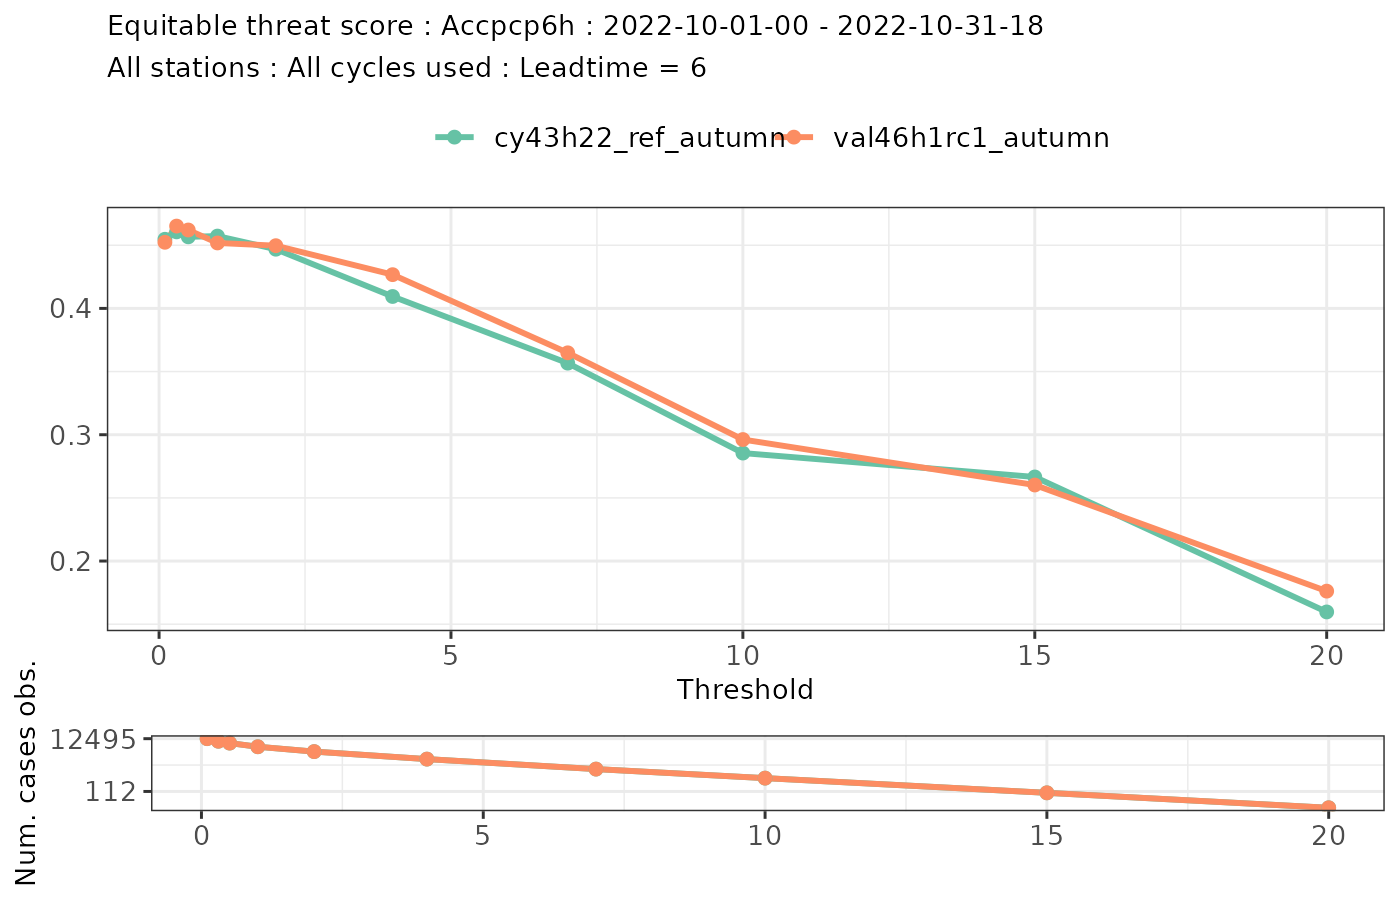 Equitable threat score : Accpcp6h : 2022-10-01-00 - 2022-10-31-18
All stations : All cycles used : Leadtime = 6
cy43h22_ref_autumn val46h1rc1_autumn
0.4
0.3
0.2
0 5 10 15 20
Threshold
Num. cases obs.
12495
112
0 5 10 15 20